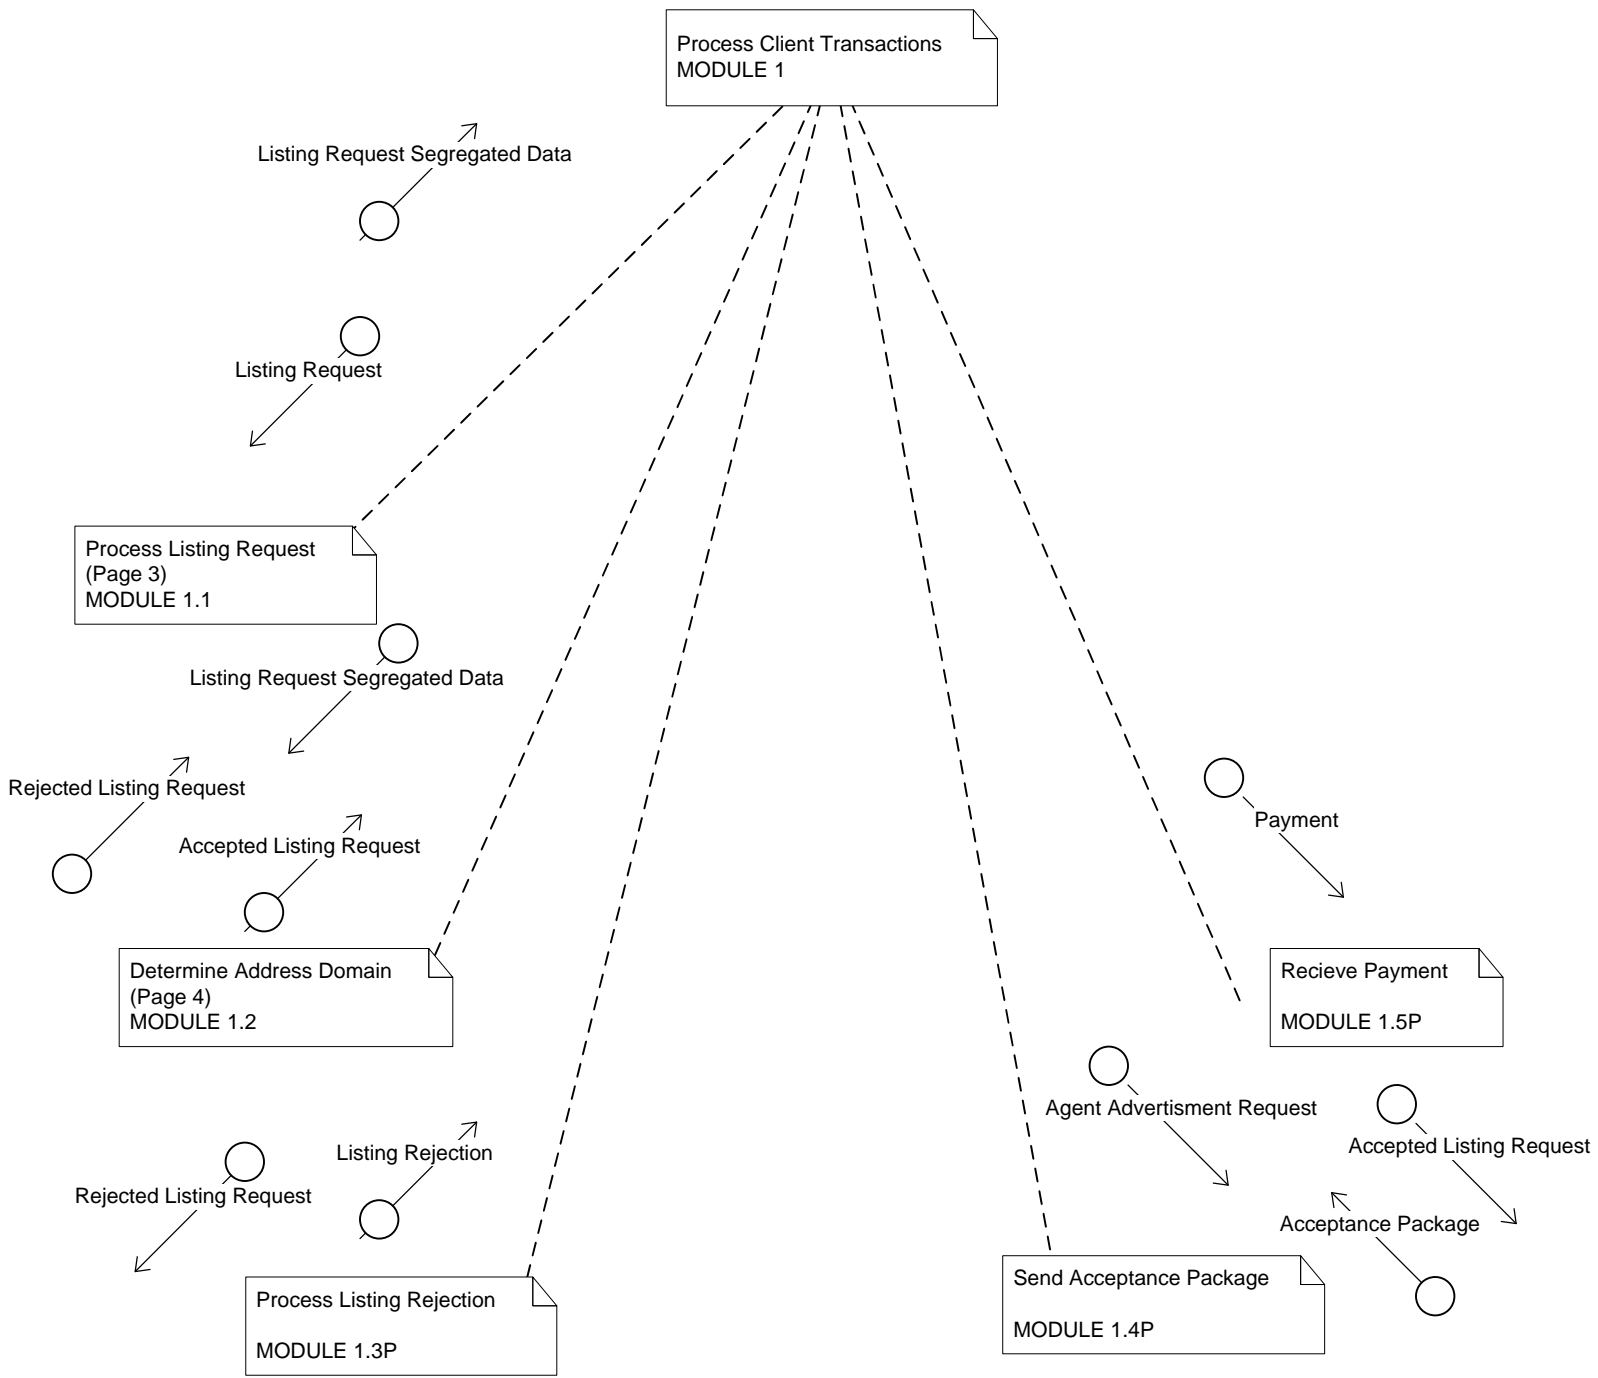 Process Client Transactions
MODULE 1
Listing Request Segregated Data
Listing Request
Process Listing Request
(Page 3)
MODULE 1.1
Listing Request Segregated Data
Rejected Listing Request
Accepted Listing Request
Payment
Determine Address Domain
(Page 4)
MODULE 1.2
Recieve Payment
MODULE 1.5P
Agent Advertisment Request
Accepted Listing Request
Listing Rejection
Rejected Listing Request
Acceptance Package
Process Listing Rejection
MODULE 1.3P
Send Acceptance Package
MODULE 1.4P